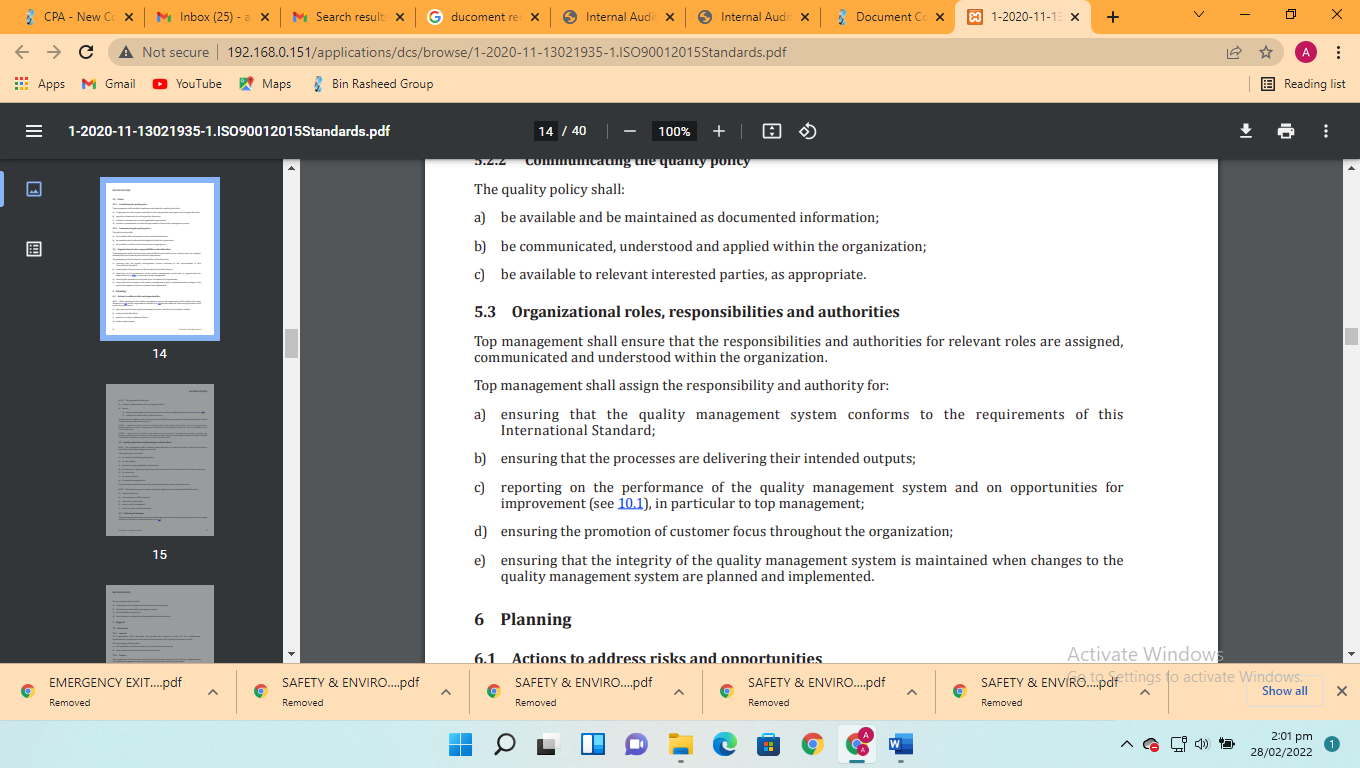 CPA - New Co
Inbox (25) - a
Search result
ducoment re
Internal Audi
Internal Audi
Document Co
1-2020-11-13
Not secure
192.168.0.151/applications/dcs/browse/1-2020-11-13021935-1.ISO90012015Standards.pdf
A
Apps
Gmail
YouTube
Maps
Bin Rasheed Group
Reading list
1-2020-11-13021935-1.ISO90012015Standards.pdf
14 / 40
100%
14
15
5.2.2 Communicating the quality policy
The quality policy shall:
a) be available and be maintained as documented information;
b) be communicated, understood and applied within the organization;
c) be available to relevant interested parties, as appropriate.
5.3 Organizational roles, responsibilities and authorities
Top management shall ensure that the responsibilities and authorities for relevant roles are assigned,
communicated and understood within the organization.
Top management shall assign the responsibility and authority for:
a) ensuring that the quality management system conforms to the requirements of this
International Standard;
b) ensuring that the processes are delivering their intended outputs;
c) reporting on the performance of the quality management system and on opportunities for
improvement (see 10.1), in particular to top management;
d) ensuring the promotion of customer focus throughout the organization;
e) ensuring that the integrity of the quality management system is maintained when changes to the
quality management system are planned and implemented.
6 Planning
6.1 Actions to address risks and opportunities
Activate Windows
Go to Settings to activate Windows.
EMERGENCY EXIT....pdf
Removed
SAFETY & ENVIRO....pdf
Removed
SAFETY & ENVIRO....pdf
Removed
SAFETY & ENVIRO....pdf
Removed
SAFETY & ENVIRO....pdf
Removed
Show all
2:01 pm
28/02/2022
1